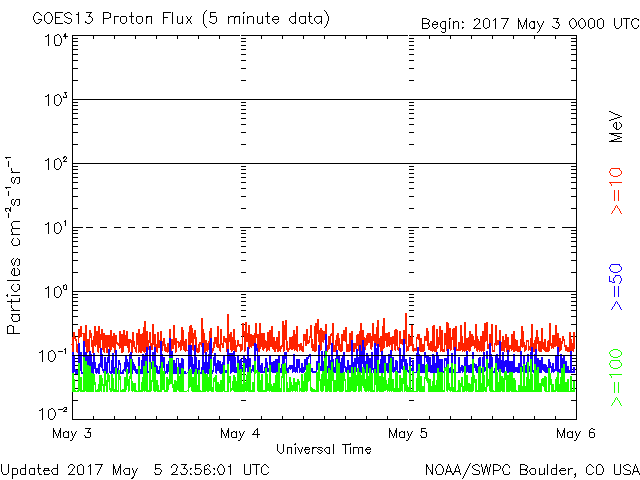 GOES13 Proton Flux (5 minute data)
Begin: 2017 May 3 0000 UTC
10⁴
10³
10²
10¹
10⁰
10⁻¹
10⁻²
Particles cm⁻²s⁻¹sr⁻¹
MeV
>=10
>=50
>=100
May 3
May 4
May 5
May 6
Universal Time
Updated 2017 May 5 23:56:01 UTC
NOAA/SWPC Boulder, CO USA